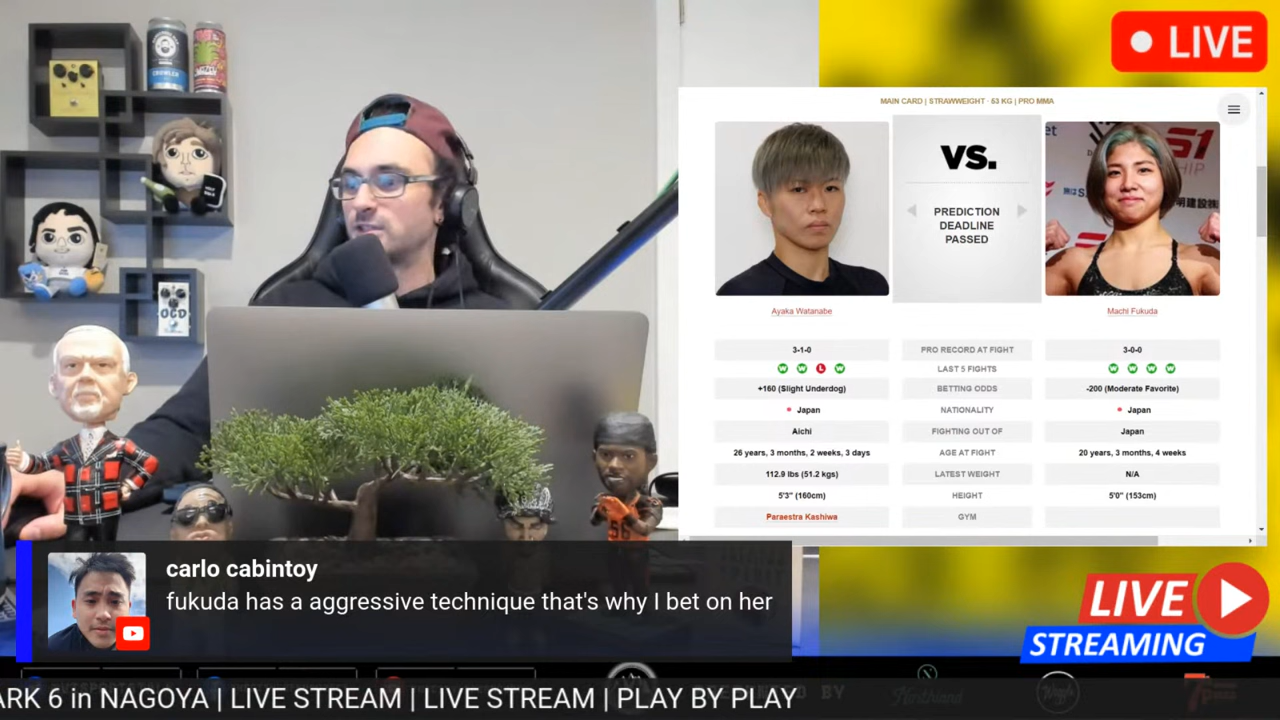 LIVE
MAIN CARD | STRAWWEIGHT · 53 KG | PRO MMA
VS.
PREDICTION
DEADLINE
PASSED
S1
Ayaka Watanabe
Machi Fukuda
3-1-0 PRO RECORD AT FIGHT 3-0-0
W W L W LAST 5 FIGHTS W W W W
+160 (Slight Underdog) BETTING ODDS -200 (Moderate Favorite)
Japan NATIONALITY Japan
Aichi FIGHTING OUT OF Japan
26 years, 3 months, 2 weeks, 3 days AGE AT FIGHT 20 years, 3 months, 4 weeks
112.9 lbs (51.2 kgs) LATEST WEIGHT N/A
5'3" (160cm) HEIGHT 5'0" (153cm)
Paraestra Kashiwa GYM
OCD
56
carlo cabintoy
fukuda has a aggressive technique that's why I bet on her
LIVE
STREAMING
BY
ARK 6 in NAGOYA | LIVE STREAM | LIVE STREAM | PLAY BY PLAY